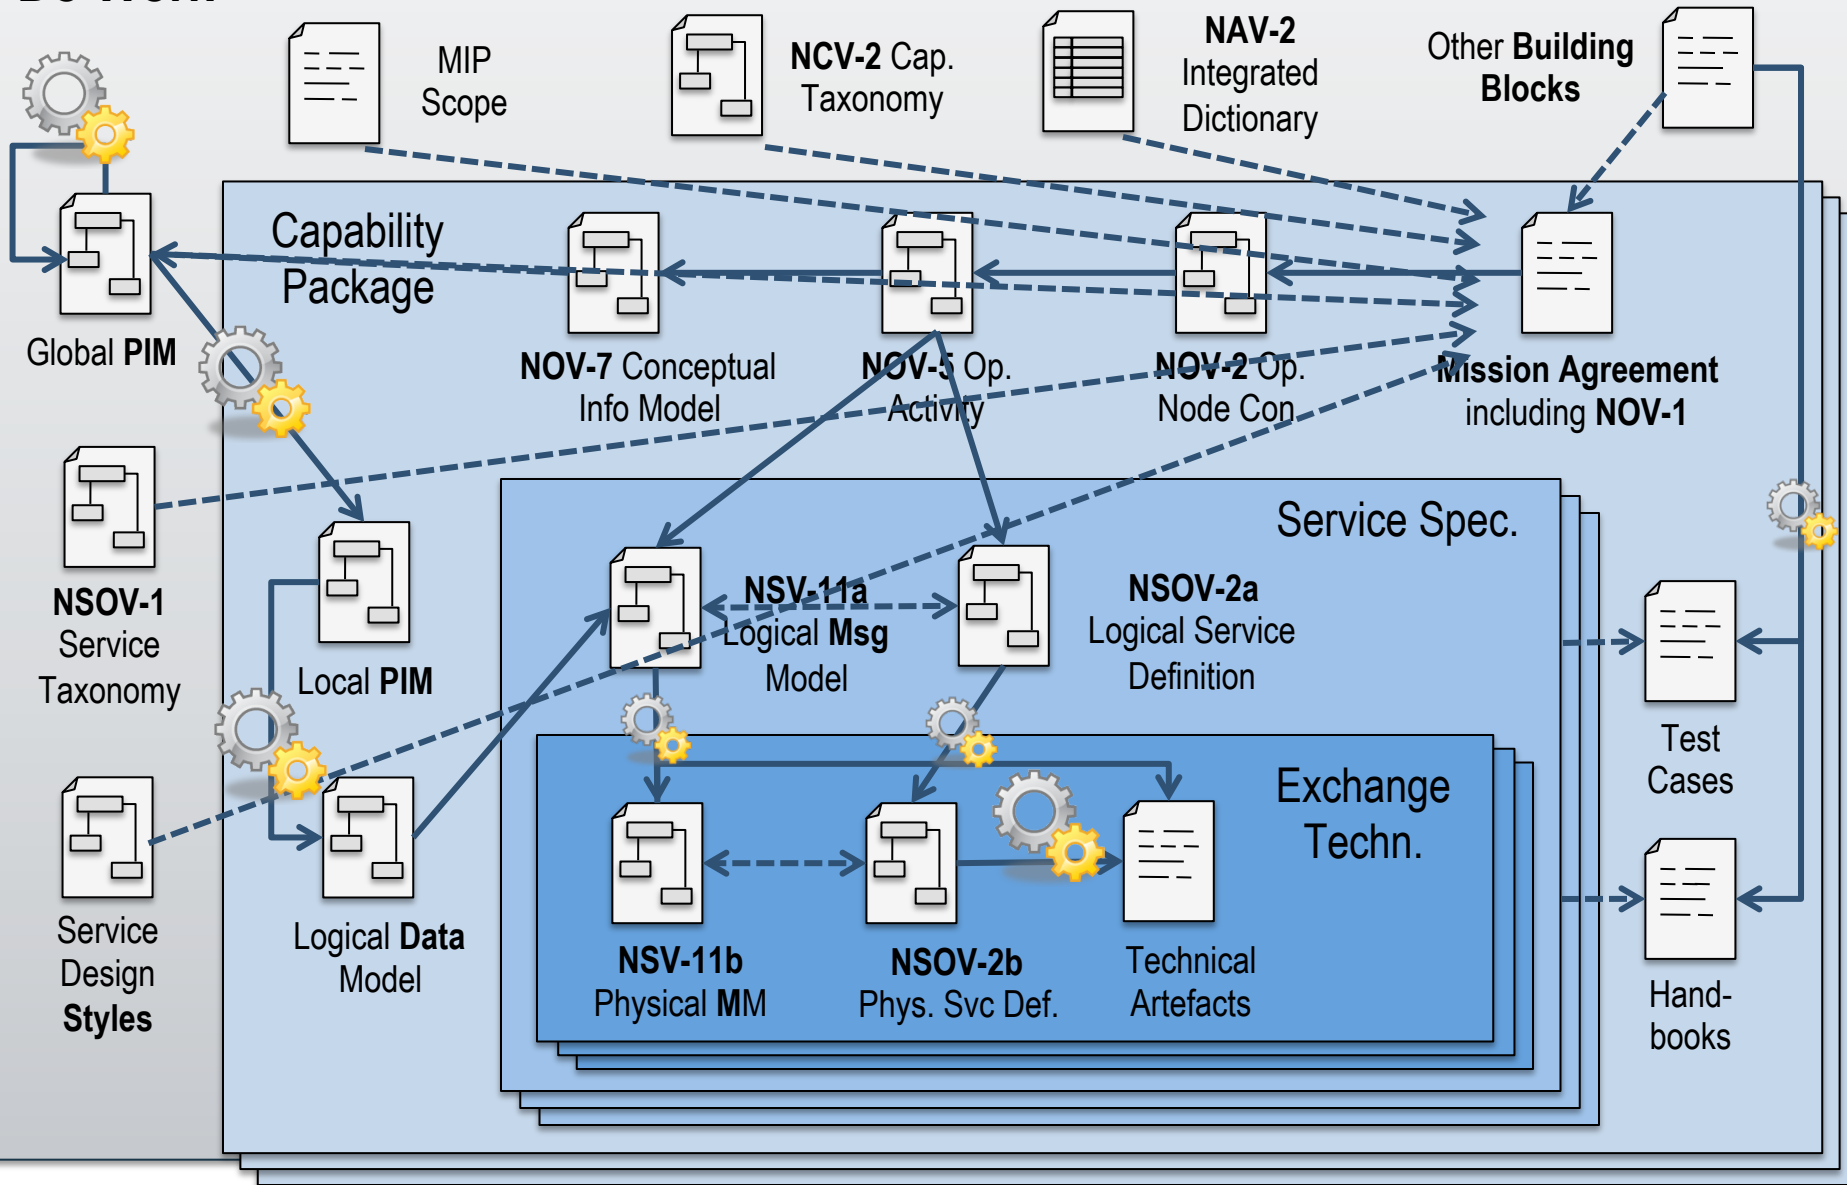 MIP
Scope
NCV-2 Cap.
Taxonomy
NAV-2
Integrated
Dictionary
Other Building
Blocks
Capability
Package
Global PIM
NOV-7 Conceptual
Info Model
NOV-5 Op.
Activity
NOV-2 Op.
Node Con.
Mission Agreement
including NOV-1
NSOV-1
Service
Taxonomy
Local PIM
Service Spec.
NSV-11a
Logical Msg
Model
NSOV-2a
Logical Service
Definition
Test
Cases
Service
Design
Styles
Logical Data
Model
Exchange
Techn.
NSV-11b
Physical MM
NSOV-2b
Phys. Svc Def.
Technical
Artefacts
Hand-
books